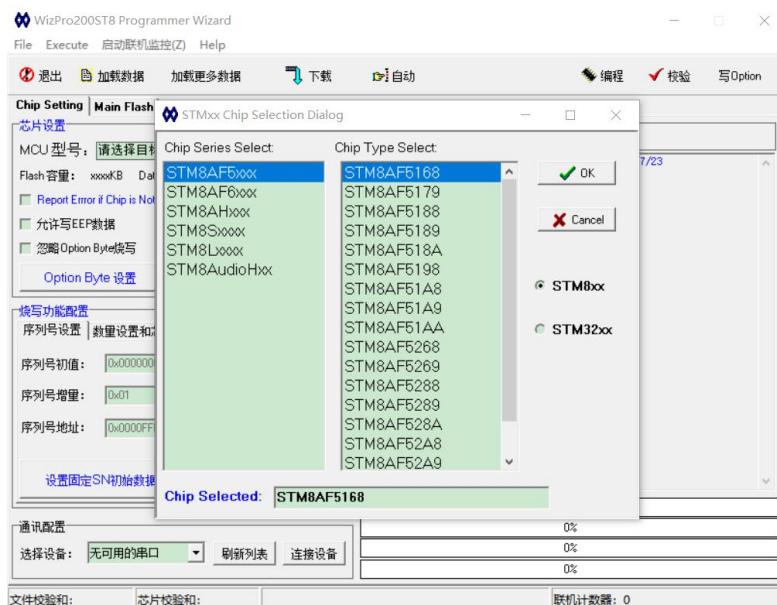 WizPro200ST8 Programmer Wizard
File Execute 启动联机监控(Z) Help
退出 加载数据 加载更多数据 下载 自动 编程 校验 写Option
Chip Setting Main Flash
芯片设置
MCU 型号: 请选择目标
Flash容量: xxxxKB Dat
Report Error if Chip is Not
允许写EEP数据
忽略Option Byte烧写
Option Byte 设置
烧写功能配置
序列号设置 数量设置和芯
序列号初值: 0x0000000
序列号增量: 0x01
序列号地址: 0x0000FF
设置固定SN初始数据
通讯配置
选择设备: 无可用的串口 刷新列表 连接设备
文件校验和: 芯片校验和: 联机计数器: 0
7/23
0%
0%
0%
STMxx Chip Selection Dialog
Chip Series Select:
STM8AF5xxx
STM8AF6xxx
STM8AHxxx
STM8Sxxxx
STM8Lxxxx
STM8AudioHxx
Chip Type Select:
STM8AF5168
STM8AF5179
STM8AF5188
STM8AF5189
STM8AF518A
STM8AF5198
STM8AF51A8
STM8AF51A9
STM8AF51AA
STM8AF5268
STM8AF5269
STM8AF5288
STM8AF5289
STM8AF528A
STM8AF52A8
STM8AF52A9
OK
Cancel
STM8xx
STM32xx
Chip Selected: STM8AF5168